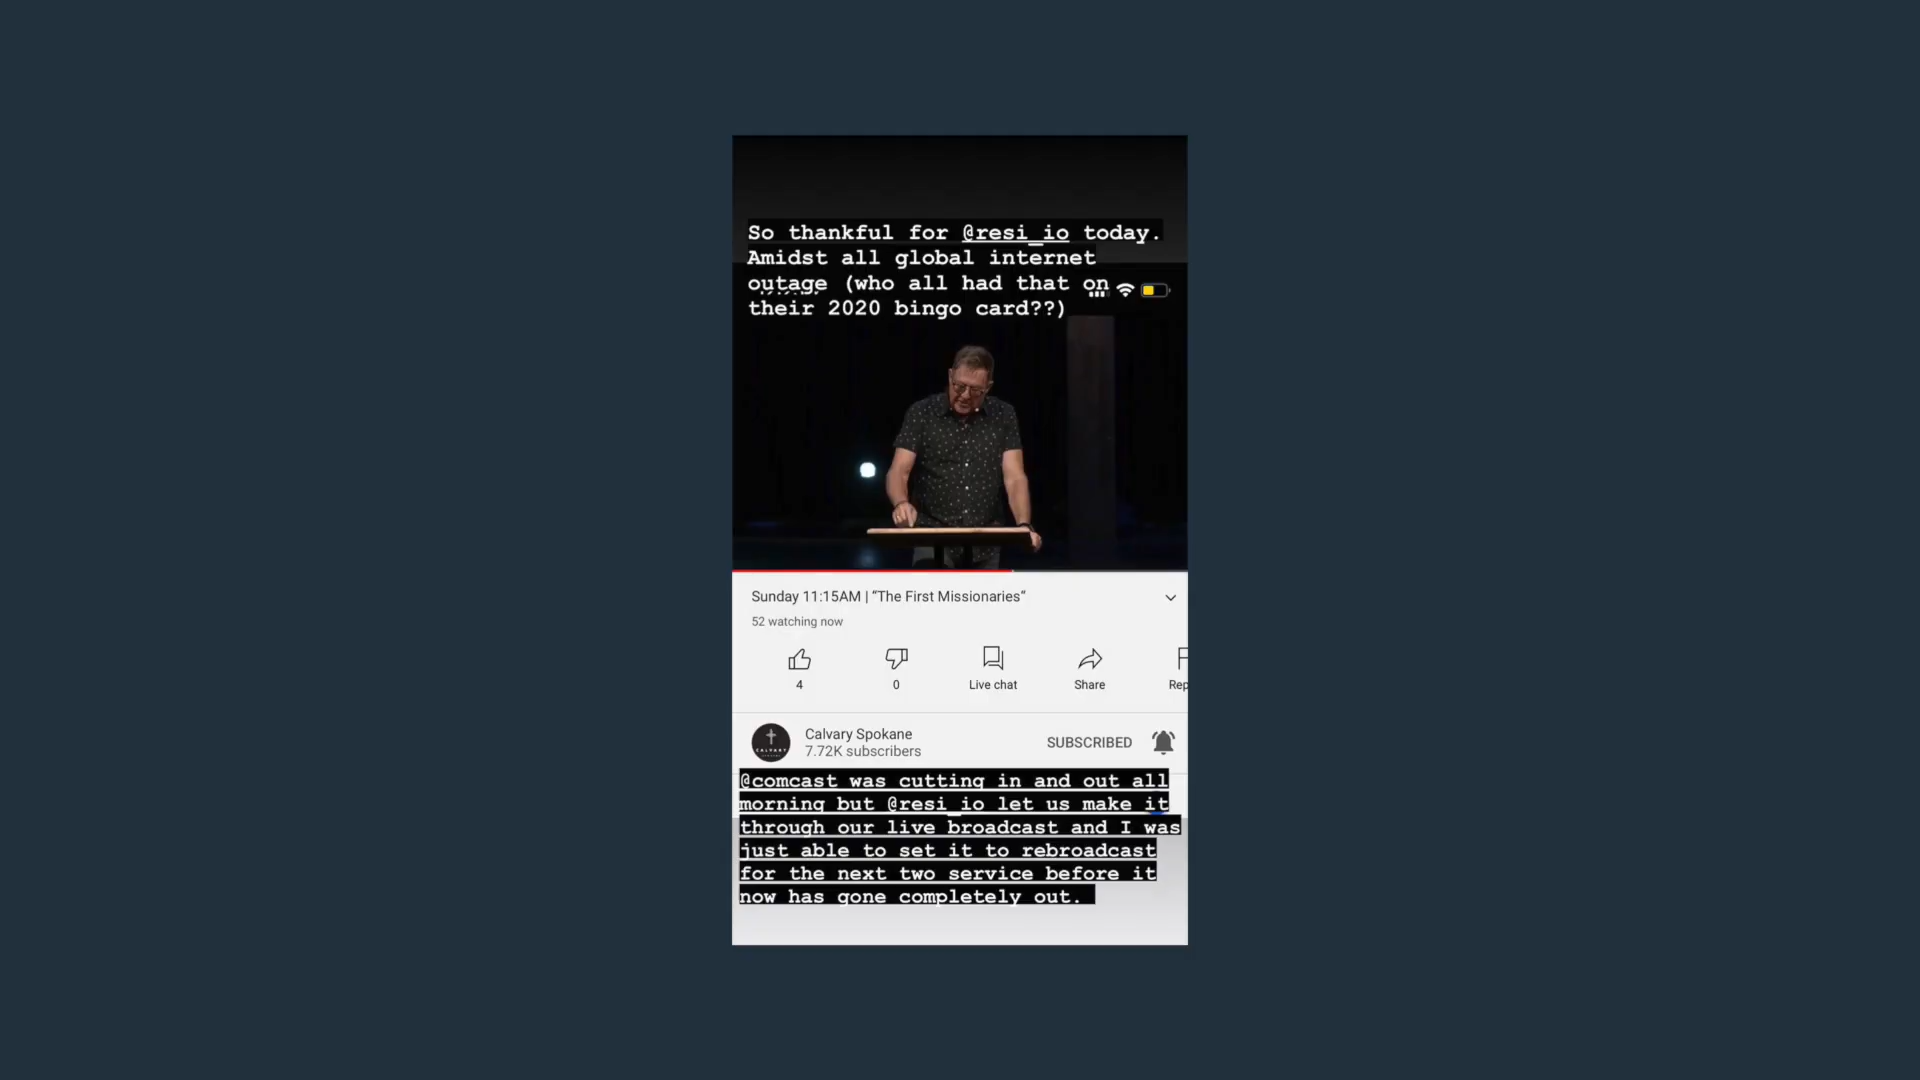 So thankful for @resi_io today.
Amidst all global internet
outage (who all had that on
their 2020 bingo card??)
Sunday 11:15AM | “The First Missionaries”
52 watching now
4
0
Live chat
Share
Rep
Calvary Spokane
7.72K subscribers
SUBSCRIBED
CALVARY
@comcast was cutting in and out all
morning but @resi_io let us make it
through our live broadcast and I was
just able to set it to rebroadcast
for the next two service before it
now has gone completely out.